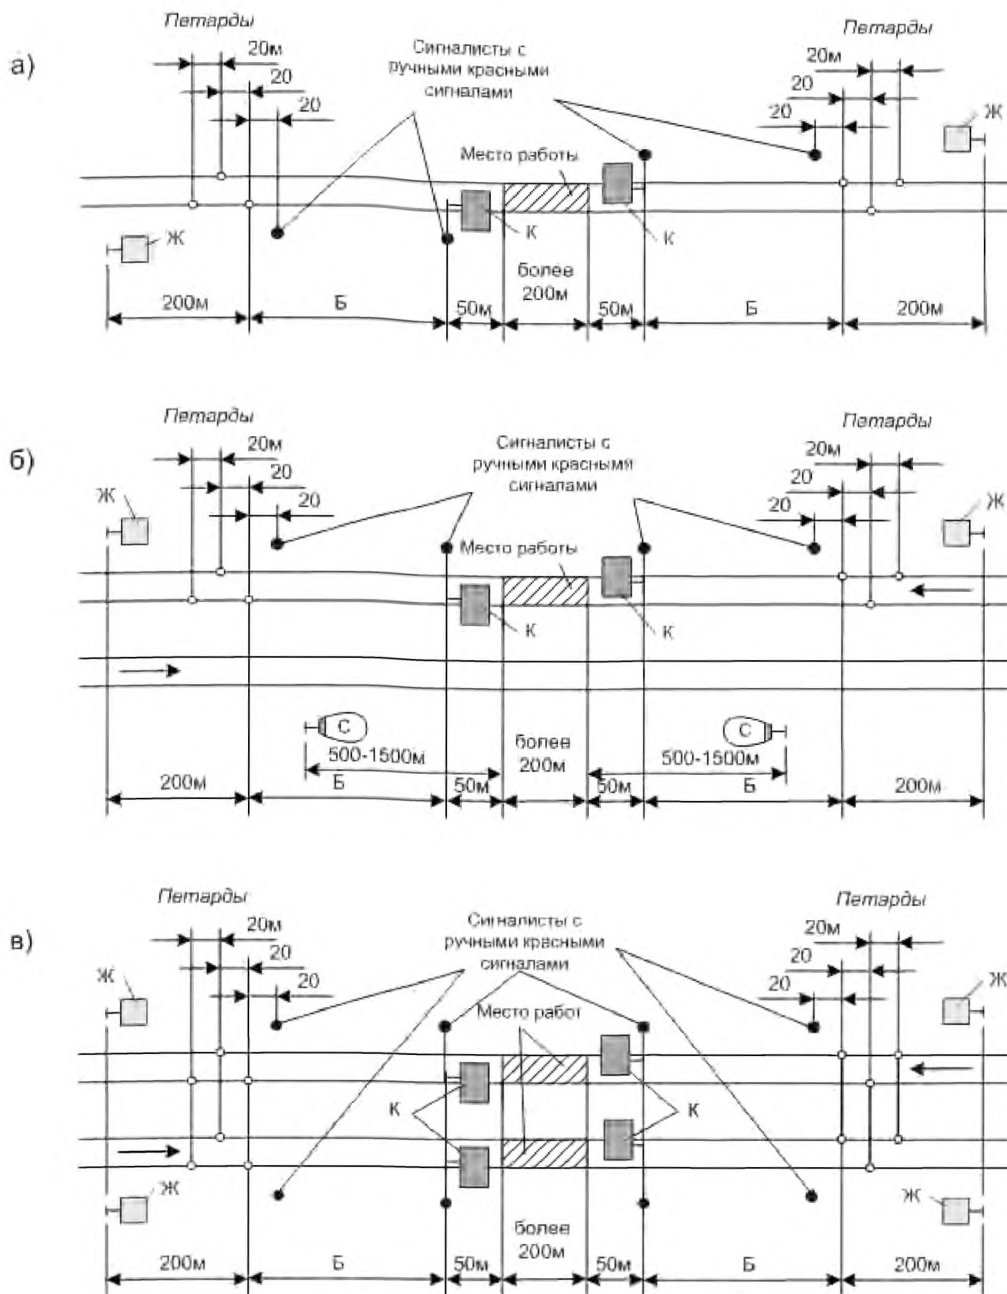 а)
Петарды
20м
20
20
Сигналисты с
ручными красными
сигналами
Петарды
20м
20
20
Ж
Место работы
К
К
Ж
более
200м
200м
Б
50м
50м
Б
200м
б)
Петарды
20м
20
20
Сигналисты с
ручными красными
сигналами
Петарды
20м
20
20
Ж
Ж
Место работы
К
К
С
С
500-1500м
более
200м
500-1500м
200м
Б
50м
50м
Б
200м
в)
Петарды
20м
20
20
Сигналисты с
ручными красными
сигналами
Петарды
20м
20
20
Ж
Ж
Место работ
К
К
Ж
Ж
более
200м
200м
Б
50м
50м
Б
200м